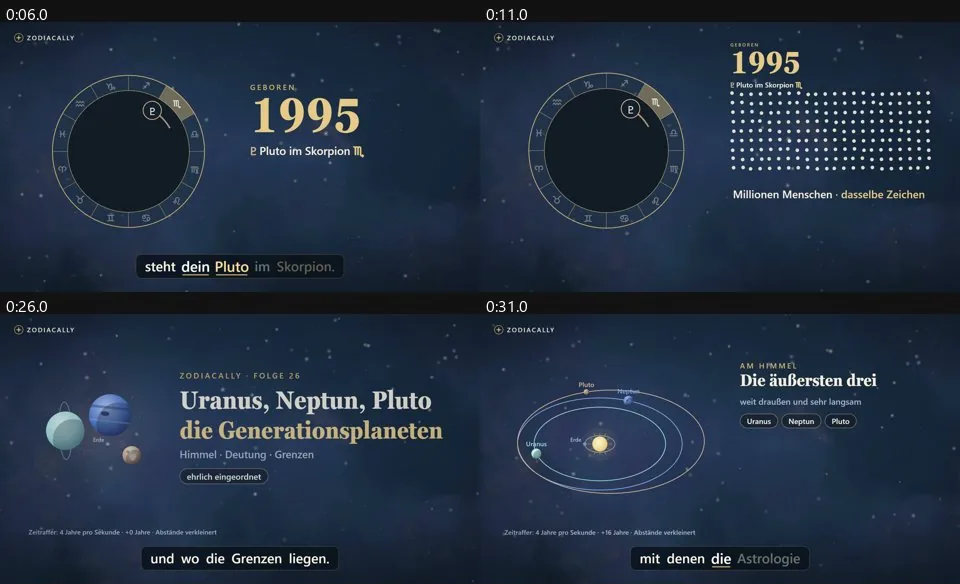 0:06.0
ZODIACALLY
GEBOREN
1995
♇ Pluto im Skorpion ♏
♇
steht dein Pluto im Skorpion.
0:11.0
ZODIACALLY
GEBOREN
1995
♇ Pluto im Skorpion ♏
♇
Millionen Menschen · dasselbe Zeichen
0:26.0
ZODIACALLY
ZODIACALLY · FOLGE 26
Uranus, Neptun, Pluto
die Generationsplaneten
Himmel · Deutung · Grenzen
ehrlich eingeordnet
Erde
Zeitraffer: 4 Jahre pro Sekunde · +0 Jahre · Abstände verkleinert
und wo die Grenzen liegen.
0:31.0
ZODIACALLY
AM HIMMEL
Die äußersten drei
weit draußen und sehr langsam
Uranus Neptun Pluto
Pluto
Neptun
Uranus
Erde
Zeitraffer: 4 Jahre pro Sekunde · +16 Jahre · Abstände verkleinert
mit denen die Astrologie